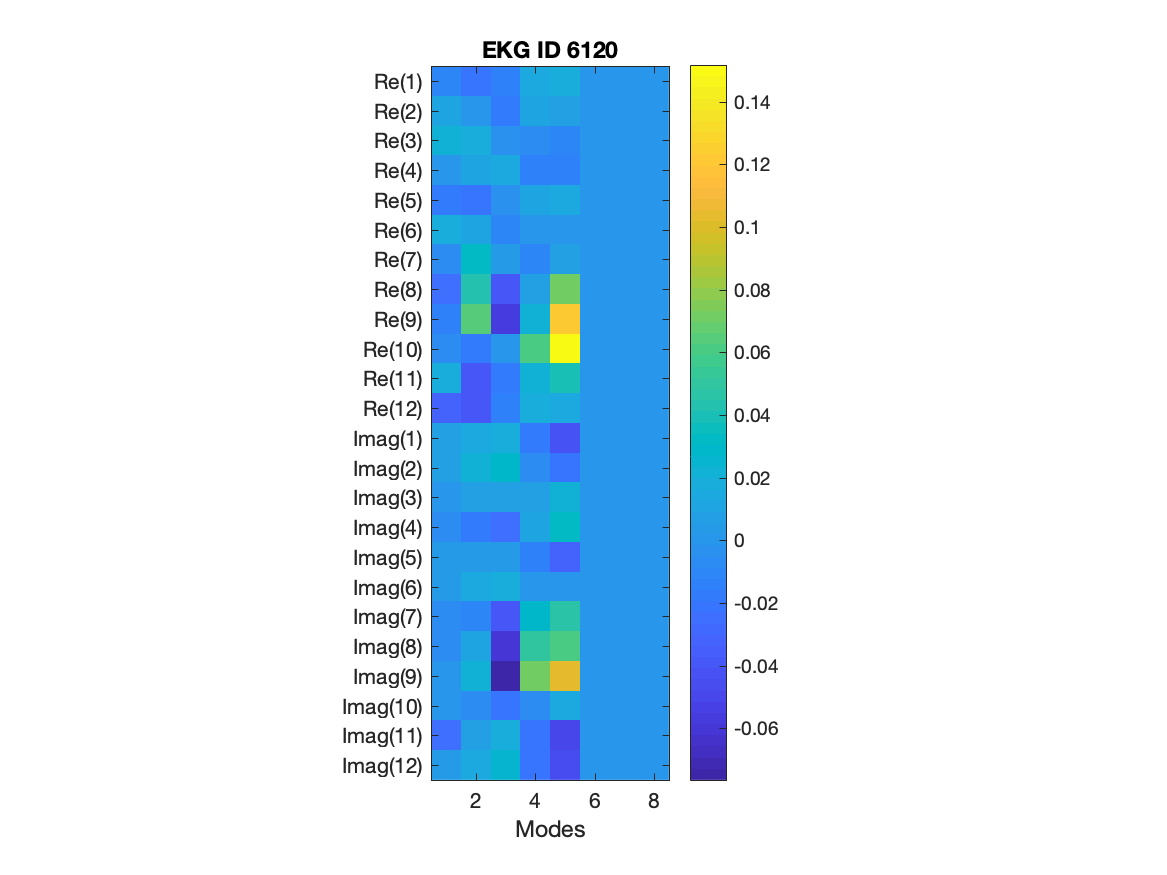 EKG ID 6120
Re(1)
Re(2)
Re(3)
Re(4)
Re(5)
Re(6)
Re(7)
Re(8)
Re(9)
Re(10)
Re(11)
Re(12)
Imag(1)
Imag(2)
Imag(3)
Imag(4)
Imag(5)
Imag(6)
Imag(7)
Imag(8)
Imag(9)
Imag(10)
Imag(11)
Imag(12)
2 4 6 8
Modes
0.14
0.12
0.1
0.08
0.06
0.04
0.02
0
-0.02
-0.04
-0.06